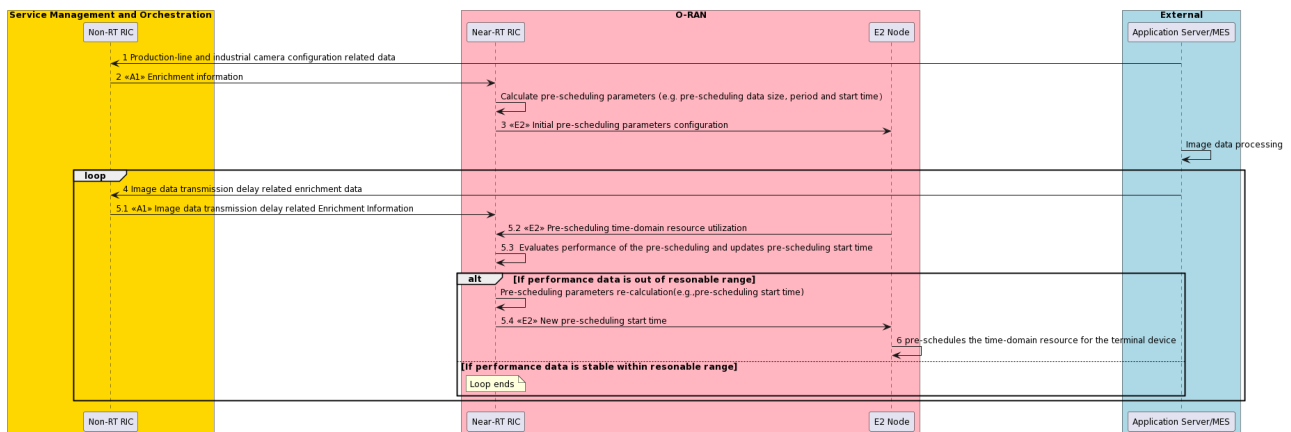 Service Management and Orchestration
O-RAN
External
Non-RT RIC
Near-RT RIC
E2 Node
Application Server/MES
1 Production-line and industrial camera configuration related data
2 «A1» Enrichment information
Calculate pre-scheduling parameters (e.g. pre-scheduling data size, period and start time)
3 «E2» Initial pre-scheduling parameters configuration
Image data processing
loop
4 Image data transmission delay related enrichment data
5.1 «A1» Image data transmission delay related Enrichment Information
5.2 «E2» Pre-scheduling time-domain resource utilization
5.3 Evaluates performance of the pre-scheduling and updates pre-scheduling start time
alt [If performance data is out of resonable range]
Pre-scheduling parameters re-calculation(e.g.,pre-scheduling start time)
5.4 «E2» New pre-scheduling start time
6 pre-schedules the time-domain resource for the terminal device
[If performance data is stable within resonable range]
Loop ends
Non-RT RIC
Near-RT RIC
E2 Node
Application Server/MES